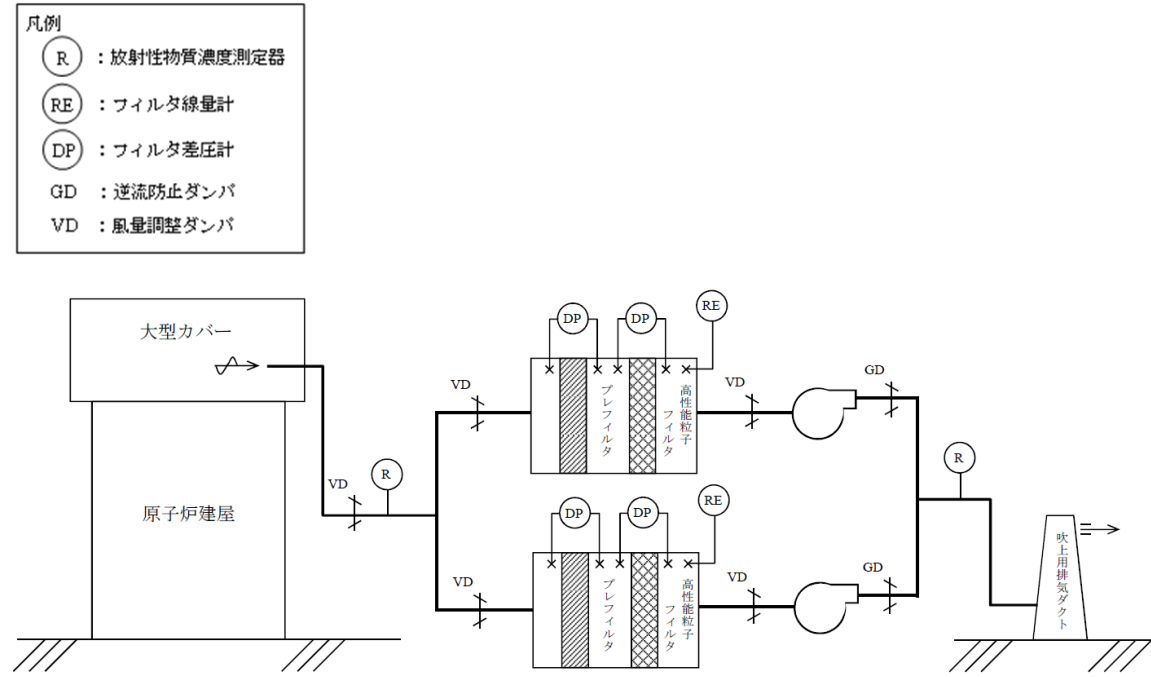 凡例
R ：放射性物質濃度測定器
RE ：フィルタ線量計
DP ：フィルタ差圧計
GD ：逆流防止ダンパ
VD ：風量調整ダンパ
大型カバー
原子炉建屋
VD
R
VD
DP
DP
RE
プレフィルタ
高性能粒子
フィルタ
VD
GD
VD
DP
DP
RE
プレフィルタ
高性能粒子
フィルタ
VD
GD
R
吹上用排気ダクト